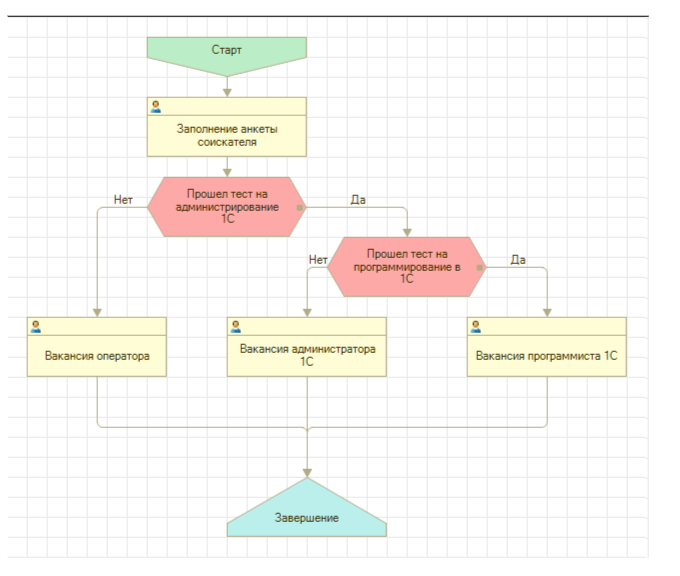 Старт
Заполнение анкеты
соискателя
Прошел тест на
администрирование
1С
Нет
Да
Прошел тест на
программирование в
1С
Нет
Да
Вакансия оператора
Вакансия администратора
1С
Вакансия программиста 1С
Завершение